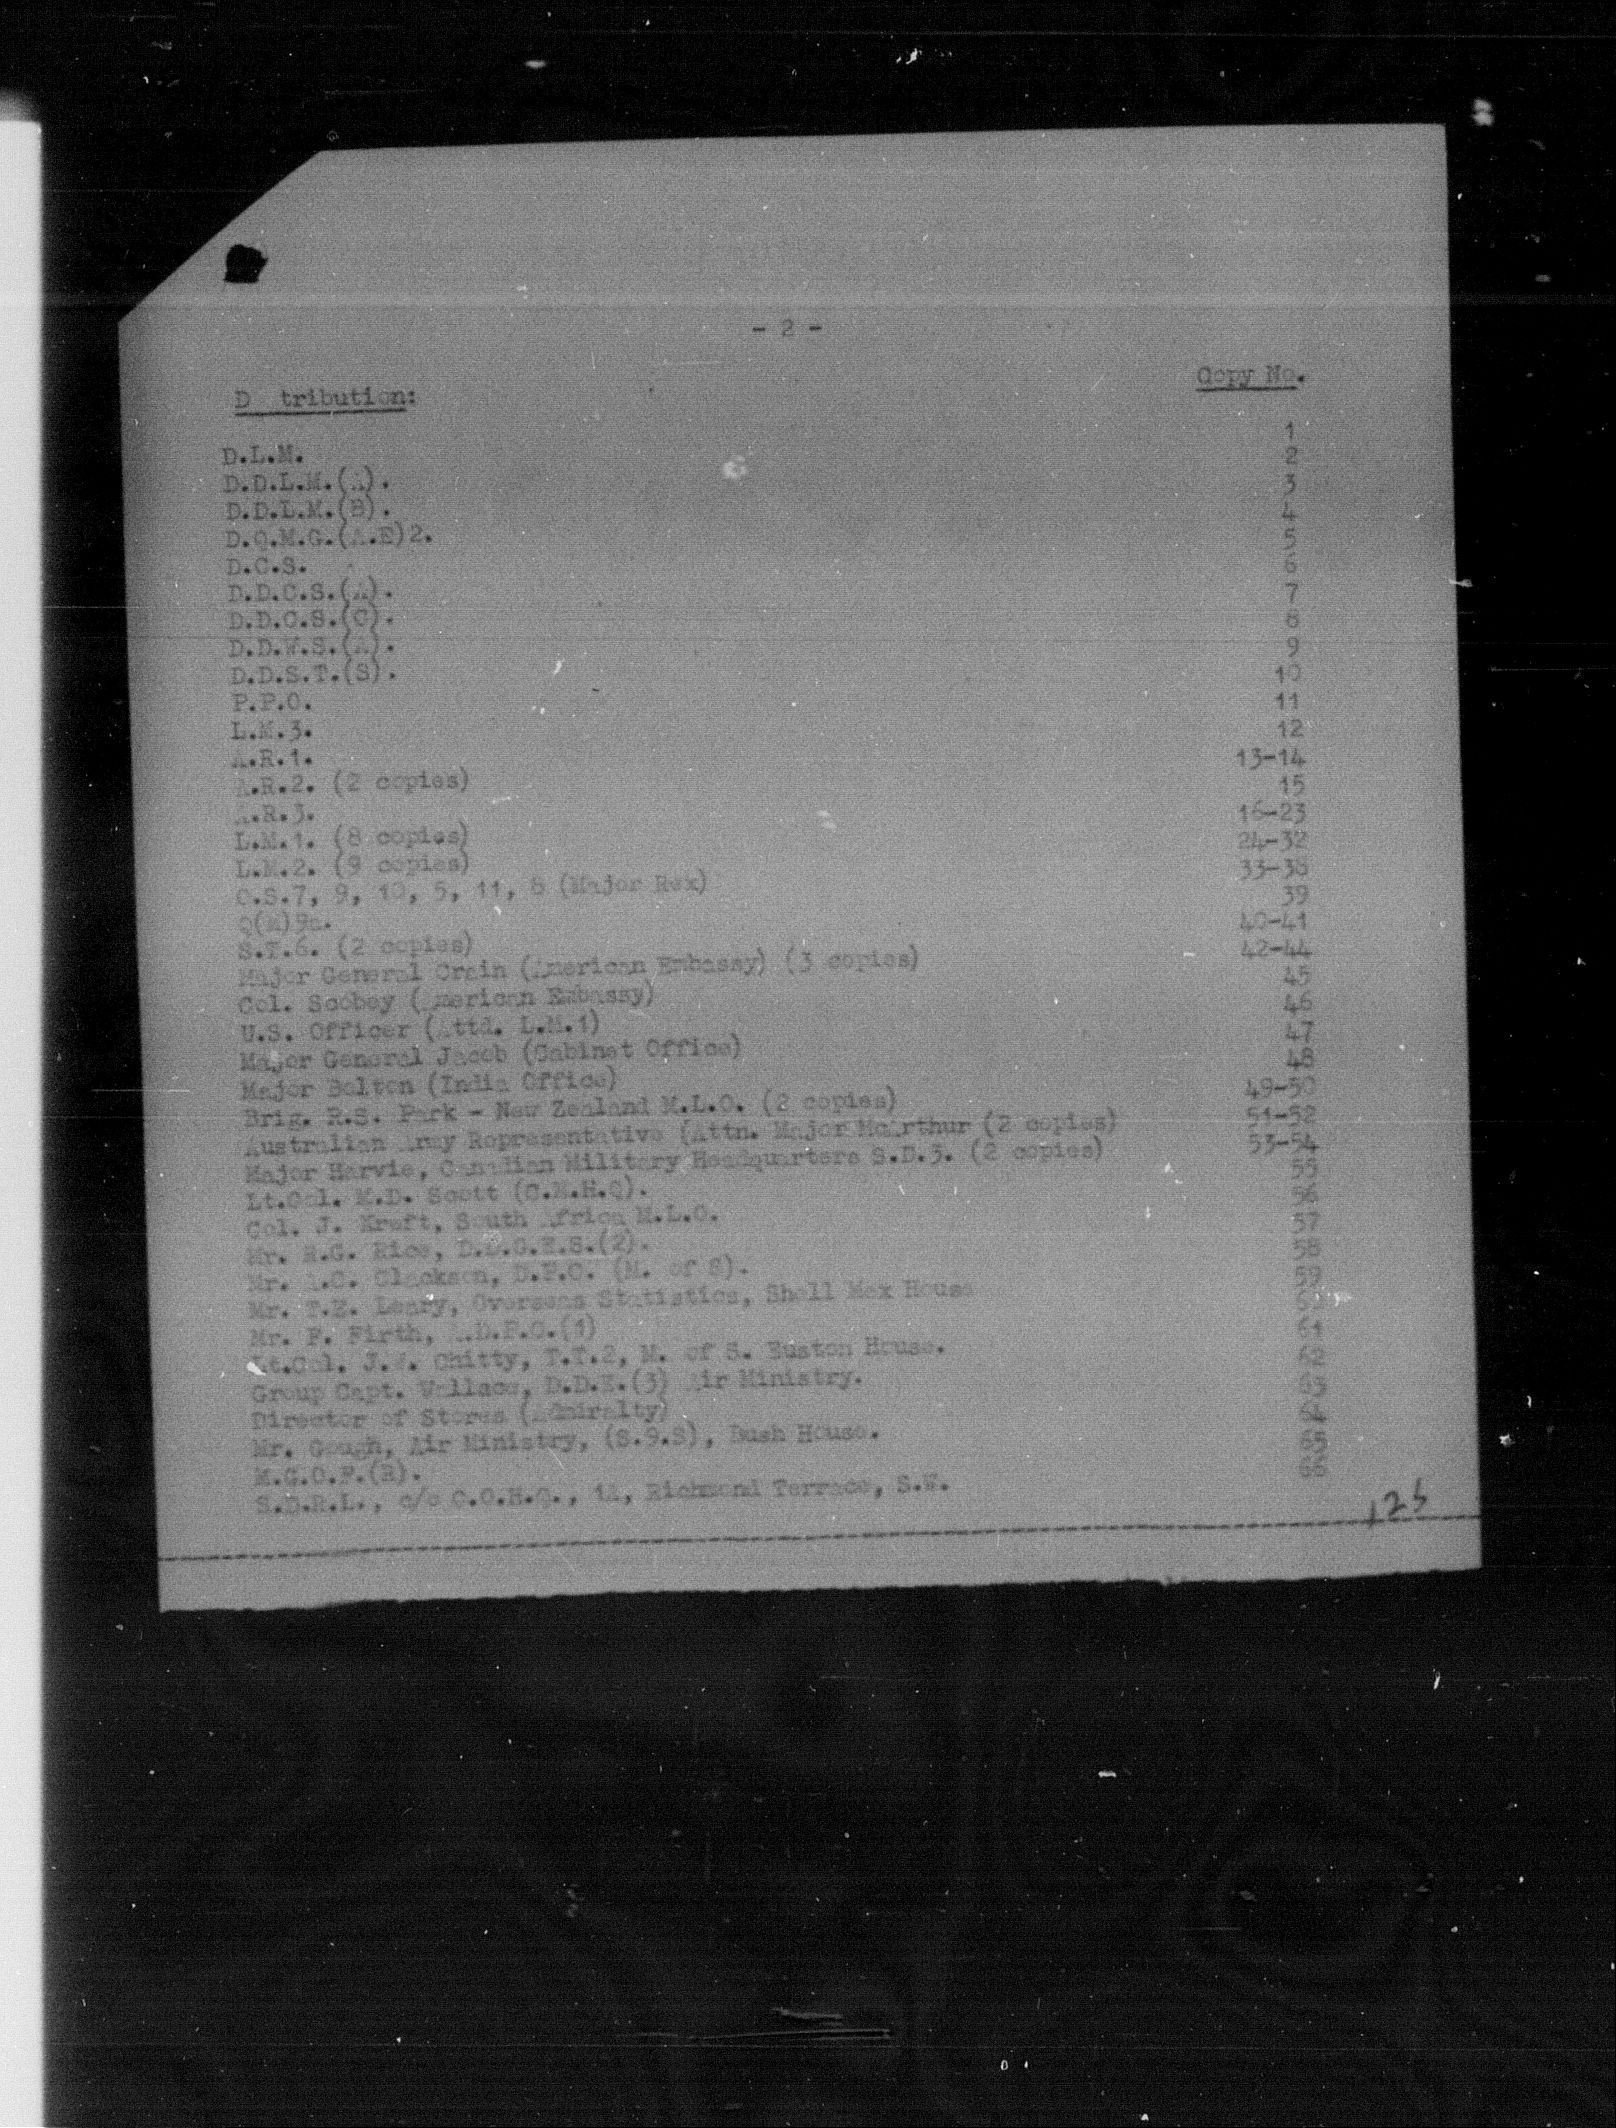 - 2 -
D tribution: Copy No.
D.L.M. 1
D.D.L.M.(A). 2
D.D.L.M.(B). 3
D.Q.M.G.(A.E)2. 4
D.C.S. 5
D.D.C.S.(A). 6
D.D.C.S.(C). 7
D.D.W.S.(A). 8
D.D.S.T.(S). 9
P.P.O. 10
L.M.3. 11
A.R.1. 12
A.R.2. (2 copies) 13-14
A.R.3. 15
L.M.1. (8 copies) 16-23
L.M.2. (9 copies) 24-32
C.S.7, 9, 10, 5, 11, 8 (Major Rex) 33-38
Q(M)9a. 39
S.T.6. (2 copies) 40-41
Major General Crain (American Embassy) (3 copies) 42-44
Col. Scobey (American Embassy) 45
U.S. Officer (Attd. L.M.1) 46
Major General Jacob (Cabinet Office) 47
Major Bolton (India Office) 48
Brig. R.S. Park - New Zealand M.L.O. (2 copies) 49-50
Australian Army Representative (Attn. Major McArthur (2 copies) 51-52
Major Harvie, Canadian Military Headquarters S.D.3. (2 copies) 53-54
Lt.Col. M.D. Scott (C.M.H.Q). 55
Col. J. Kraft, South Africa M.L.O. 56
Mr. R.G. Rice, 57
Mr. A.C. Clackson, D.F.O. (M. of S). 58
Mr. T.E. Leary, Overseas Statistics, Shell Mex House 59
Mr. F. Firth, A.D.F.O.(1)
Lt.Col. J.W. Chitty, T.T.2, M. of S. Euston House. 61
Group Capt. Wallace, D.D.E.(3) Air Ministry. 62
Director of Stores (Admiralty) 63
Mr. Gough, Air Ministry, (S.9.S), Bush House. 64
M.G.O.F.(R). 65
S.D.R.L., c/o C.O.H.Q., 1A, Richmond Terrace, S.W. 66
125